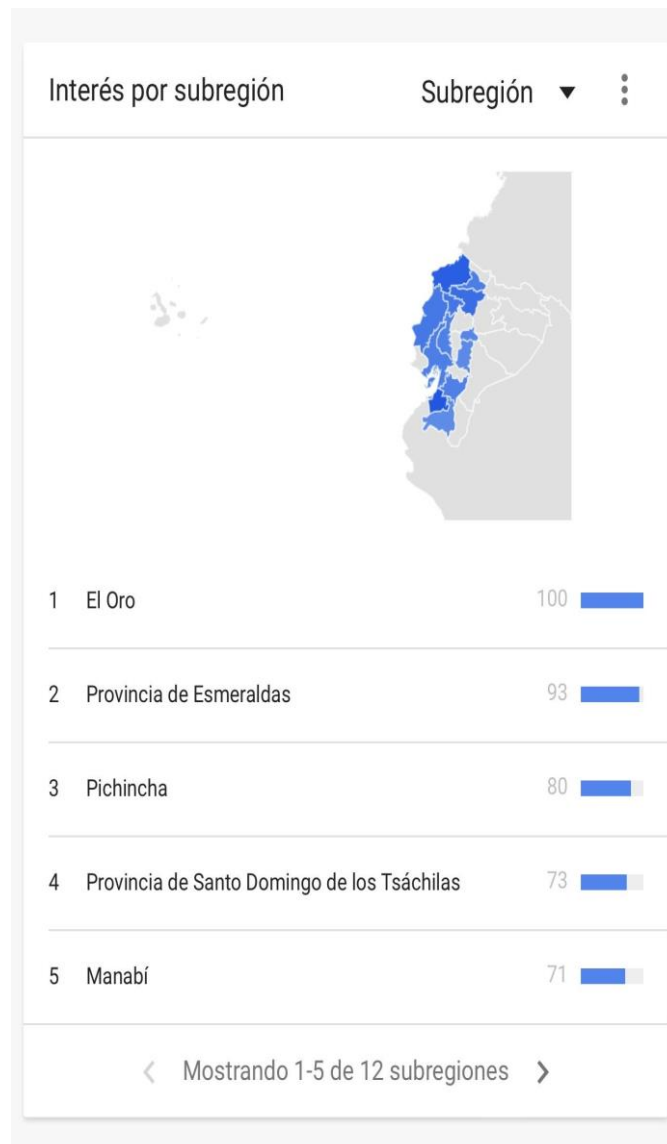 Interés por subregión Subregión
1 El Oro 100
2 Provincia de Esmeraldas 93
3 Pichincha 80
4 Provincia de Santo Domingo de los Tsáchilas 73
5 Manabí 71
Mostrando 1-5 de 12 subregiones